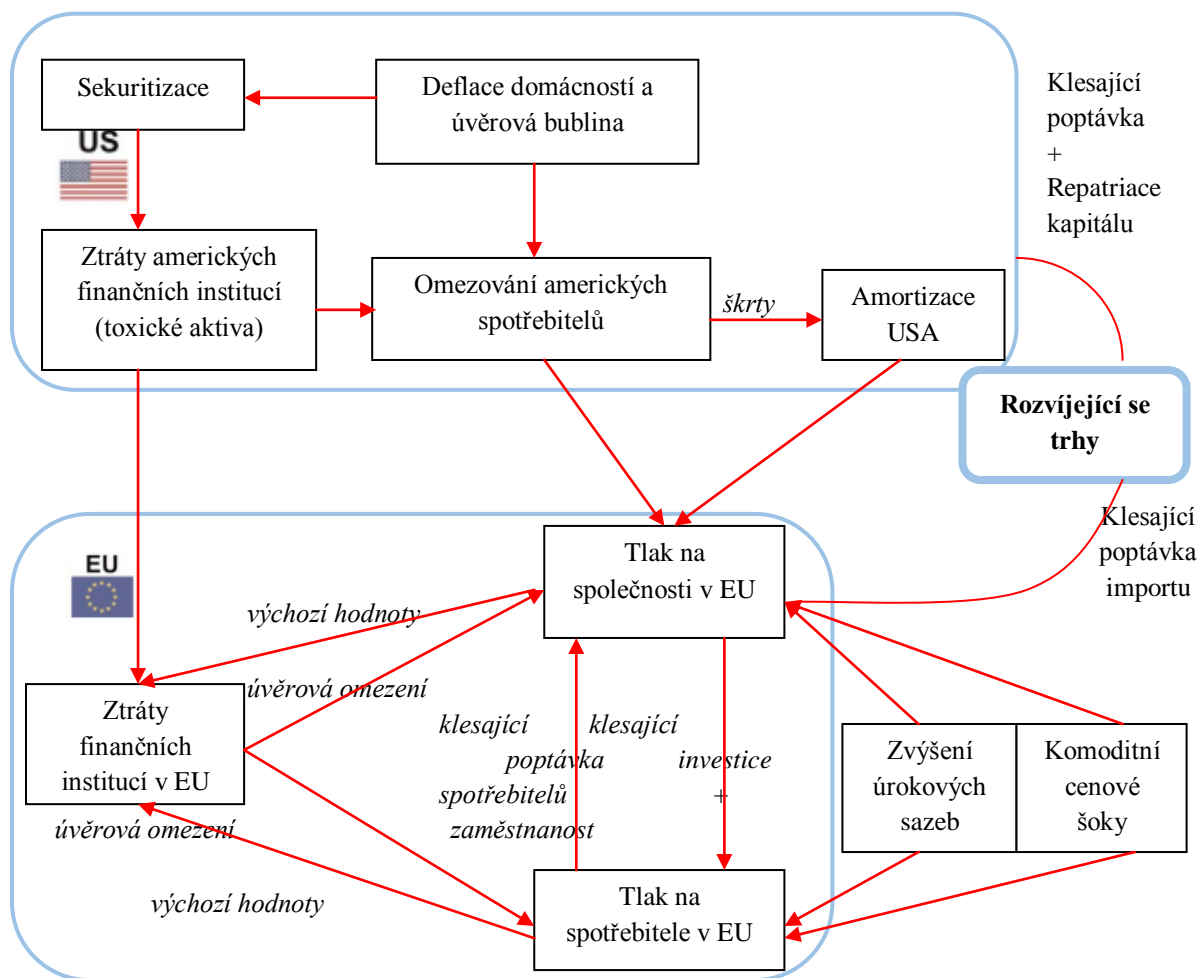 Sekuritizace
Deflace domácností a
úvěrová bublina
Klesající
poptávka
+
Repatriace
kapitálu
US
Ztráty amerických
finančních institucí
(toxické aktiva)
Omezování amerických
spotřebitelů
škrty
Amortizace
USA
Rozvíjející se
trhy
Klesající
poptávka
importu
EU
Tlak na
společnosti v EU
výchozí hodnoty
úvěrová omezení
Ztráty
finančních
institucí v EU
klesající klesající
poptávka investice
spotřebitelů +
zaměstnanost
Zvýšení
úrokových
sazeb
Komoditní
cenové
šoky
úvěrová omezení
výchozí hodnoty
Tlak na
spotřebitele v EU